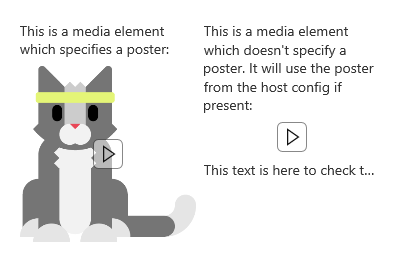 This is a media element
which specifies a poster:
This is a media element
which doesn't specify a
poster. It will use the poster
from the host config if
present:
This text is here to check t...